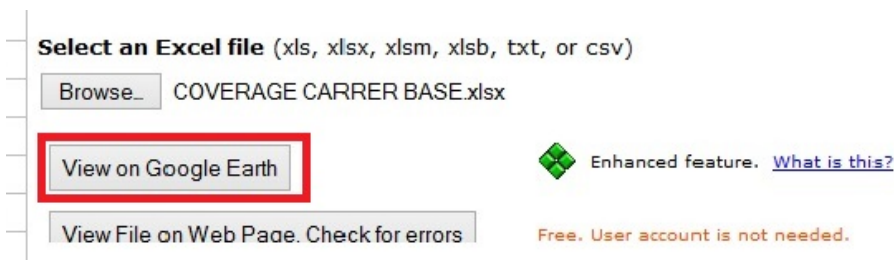 Select an Excel file (xls, xlsx, xlsm, xlsb, txt, or csv)
Browse… COVERAGE CARRER BASE.xlsx
View on Google Earth Enhanced feature. What is this?
View File on Web Page, Check for errors Free. User account is not needed.